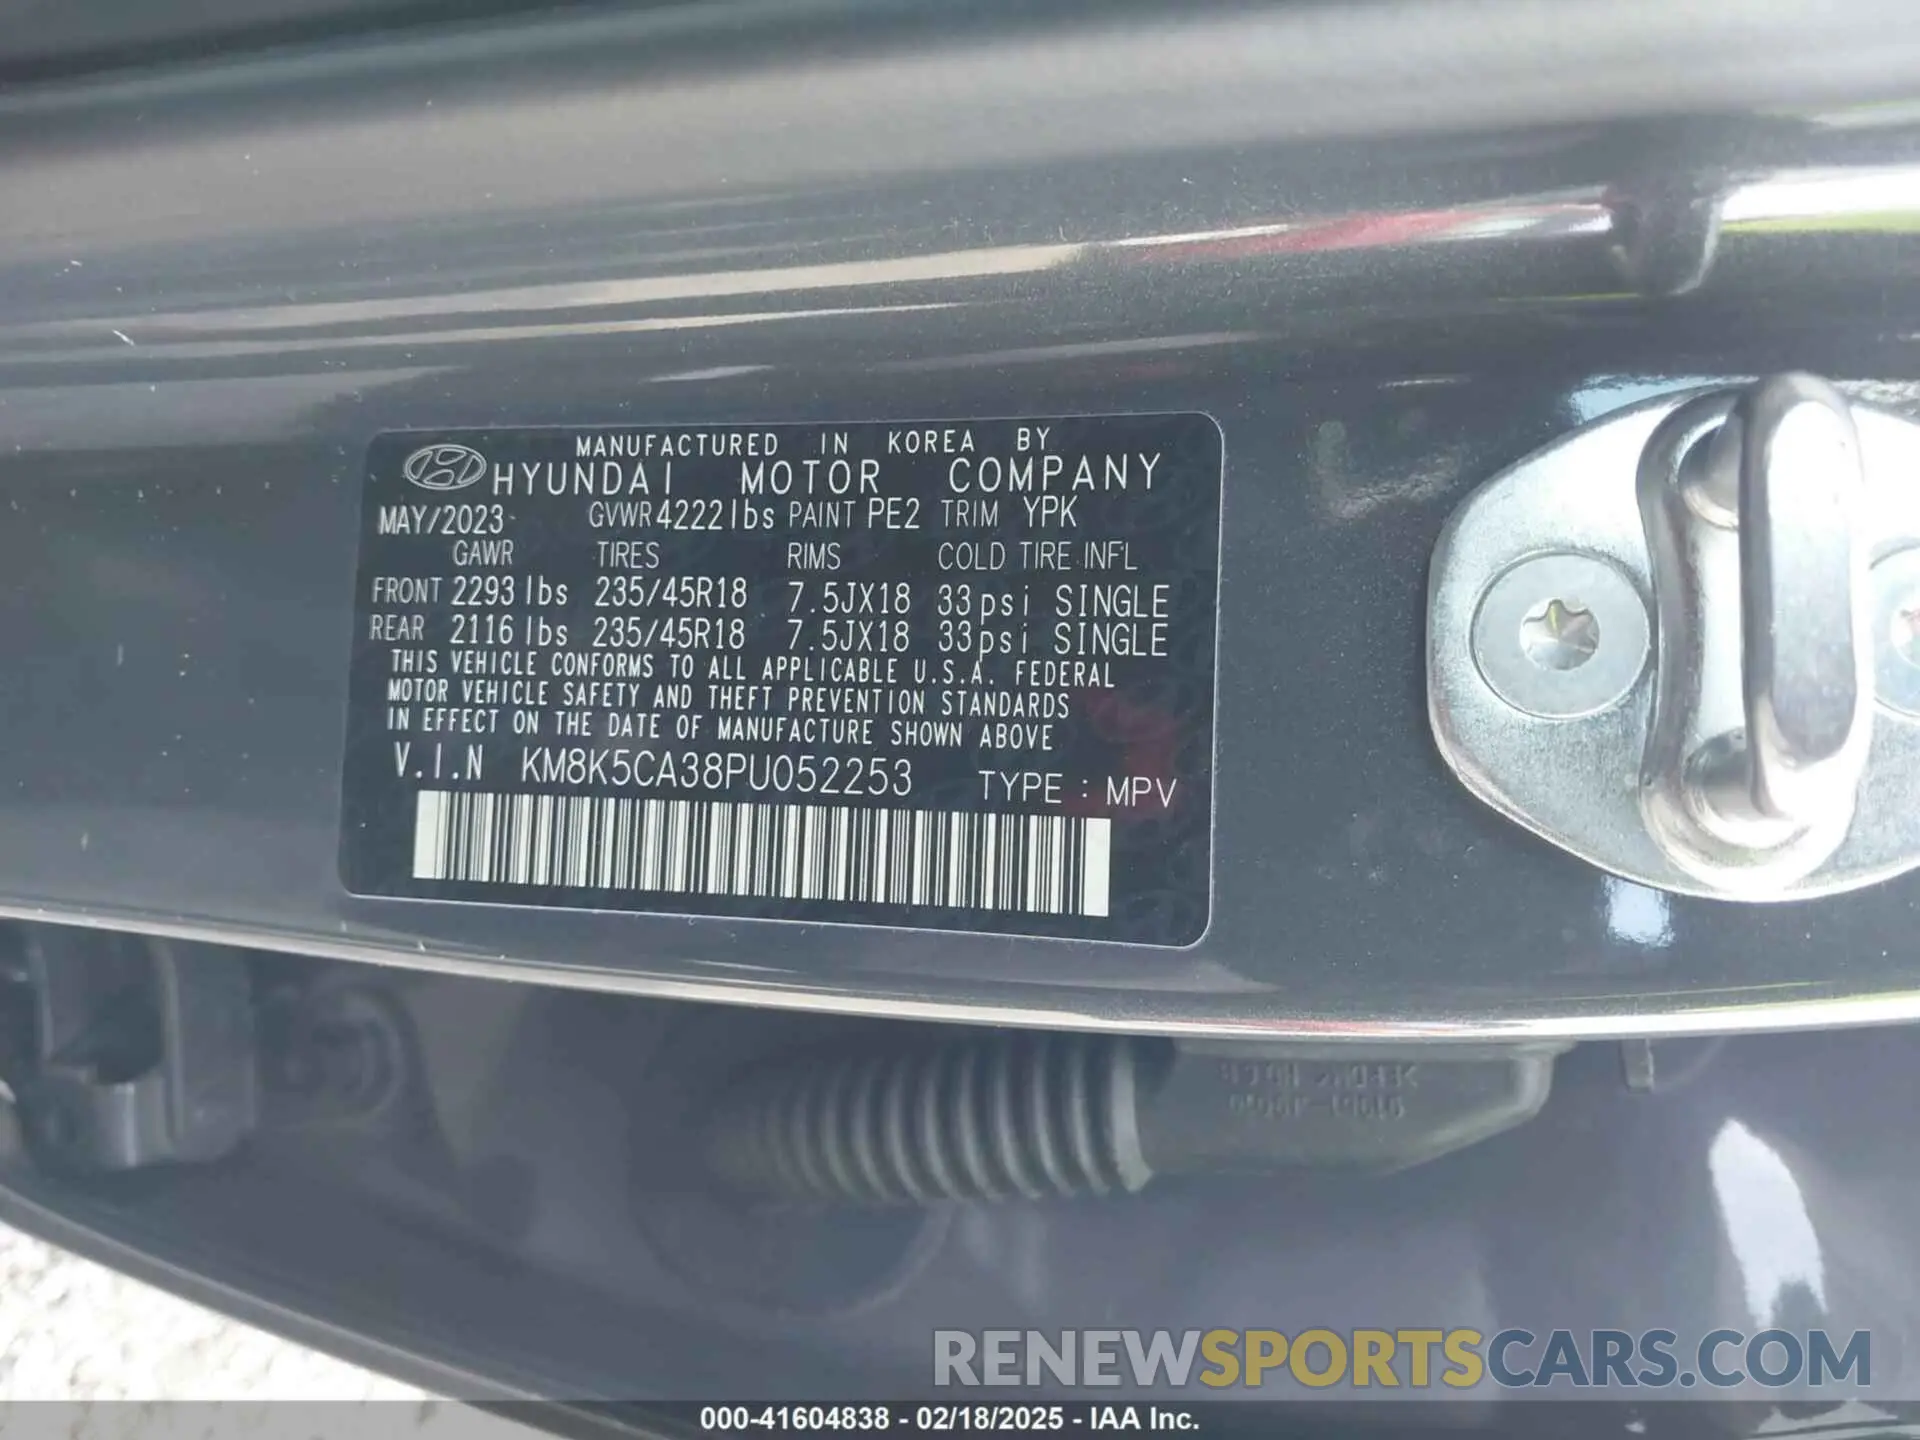 MANUFACTURED IN KOREA BY
HYUNDAI MOTOR COMPANY
MAY/2023 GVWR 4222lbs PAINT PE2 TRIM YPK
GAWR TIRES RIMS COLD TIRE INF'L
FRONT 2293 lbs 235/45R18 7.5JX18 33psi SINGLE
REAR 2116 lbs 235/45R18 7.5JX18 33psi SINGLE
THIS VEHICLE CONFORMS TO ALL APPLICABLE U.S.A. FEDERAL
MOTOR VEHICLE SAFETY AND THEFT PREVENTION STANDARDS
IN EFFECT ON THE DATE OF MANUFACTURE SHOWN ABOVE
V.I.N KM8K5CA38PU052253 TYPE : MPV
RENEWSPORTSCARS.COM
000-41604838 - 02/18/2025 - IAA Inc.